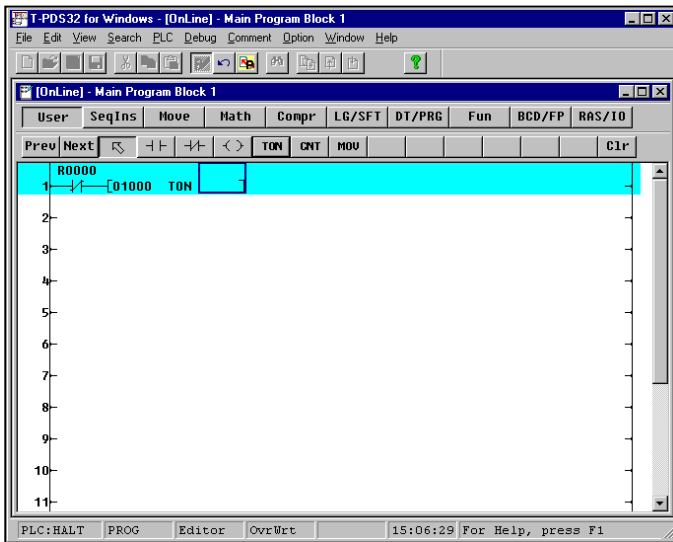 T-PDS32 for Windows - [OnLine] - Main Program Block 1
File Edit View Search PLC Debug Comment Option Window Help
[OnLine] - Main Program Block 1
User SeqIns Move Math Compr LG/SFT DT/PRG Fun BCD/FP RAS/IO
Prev Next TON CNT MOV Clr
R0000
1 [01000 TON ]
2
3
4
5
6
7
8
9
10
11
PLC:HALT PROG Editor OvrWrt 15:06:29 For Help, press F1